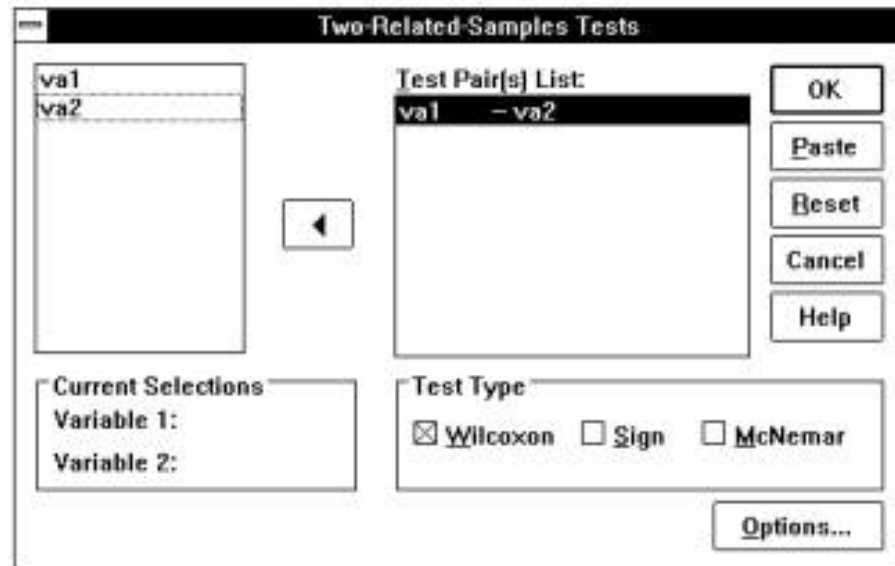 Two-Related-Samples Tests
va1
va2
Test Pair(s) List:
va1 – va2
OK
Paste
Reset
Cancel
Help
Current Selections
Variable 1:
Variable 2:
Test Type
Wilcoxon Sign McNemar
Options...